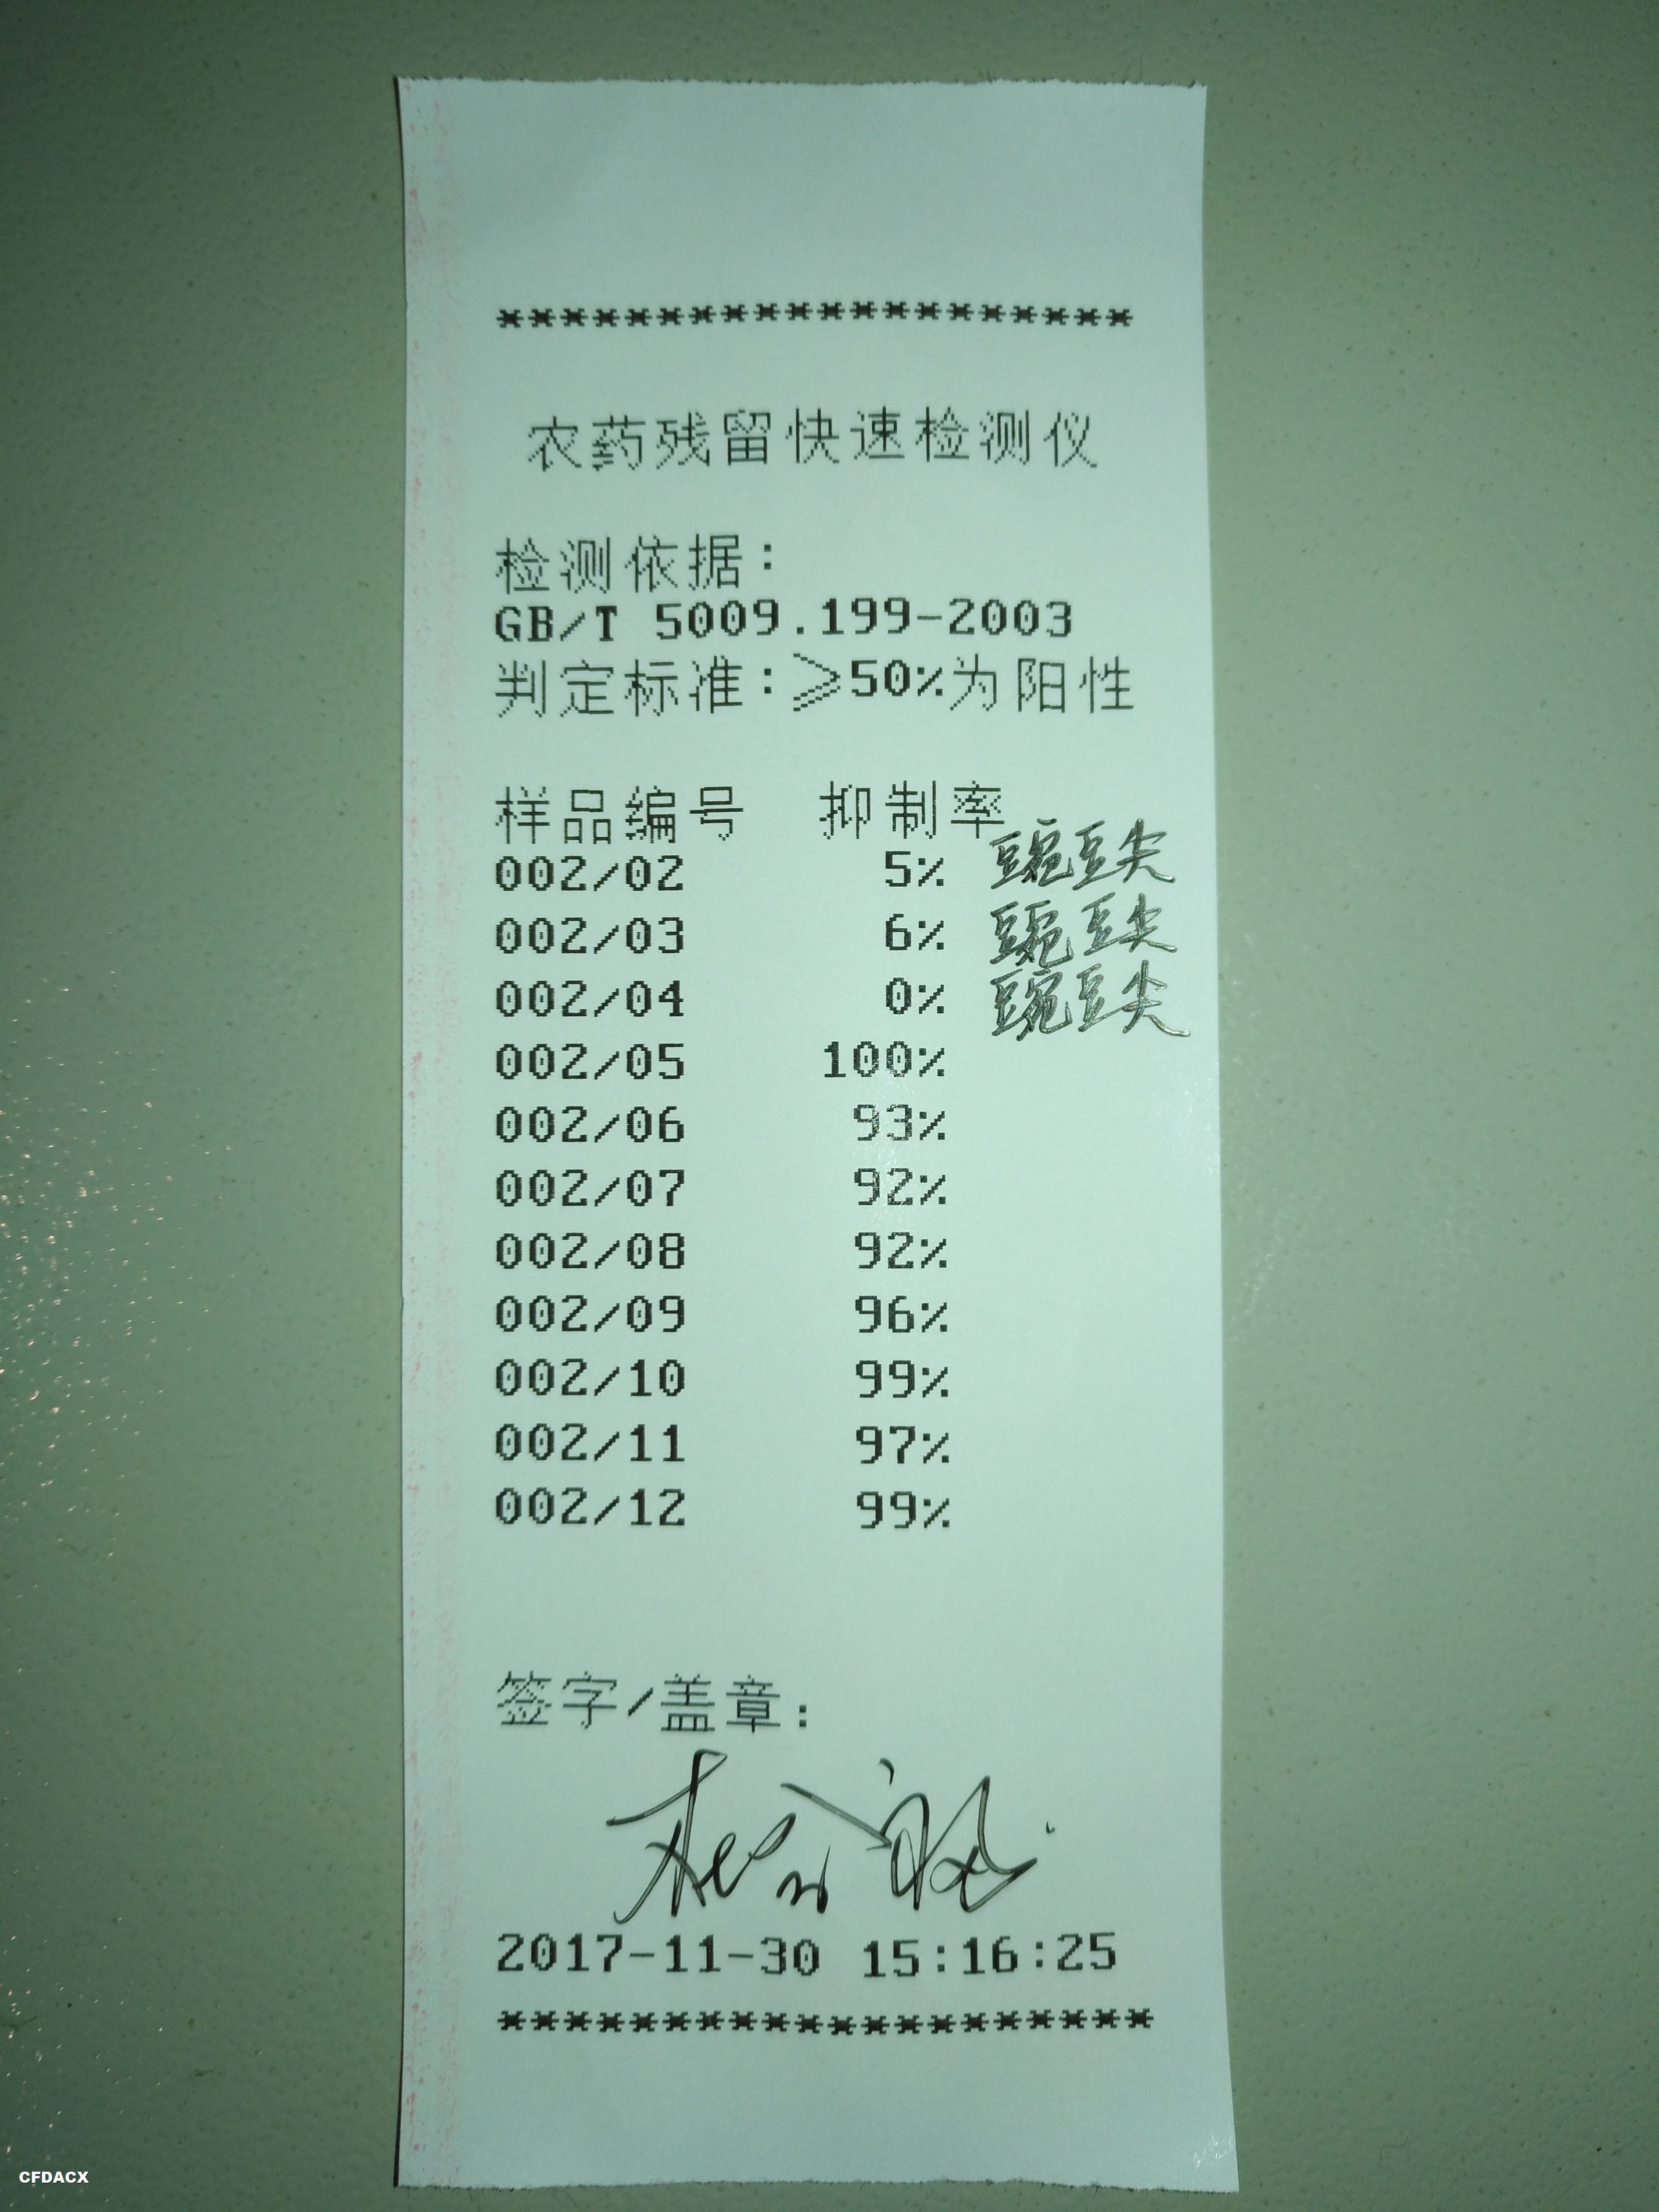 ********************
农药残留快速检测仪
检测依据:
GB/T 5009.199-2003
判定标准:≥50%为阳性
样品编号 抑制率
002/02 5% 豌豆尖
002/03 6% 豌豆尖
002/04 0% 豌豆尖
002/05 100%
002/06 93%
002/07 92%
002/08 92%
002/09 96%
002/10 99%
002/11 97%
002/12 99%
签字/盖章:
2017-11-30 15:16:25
********************
CFDACX